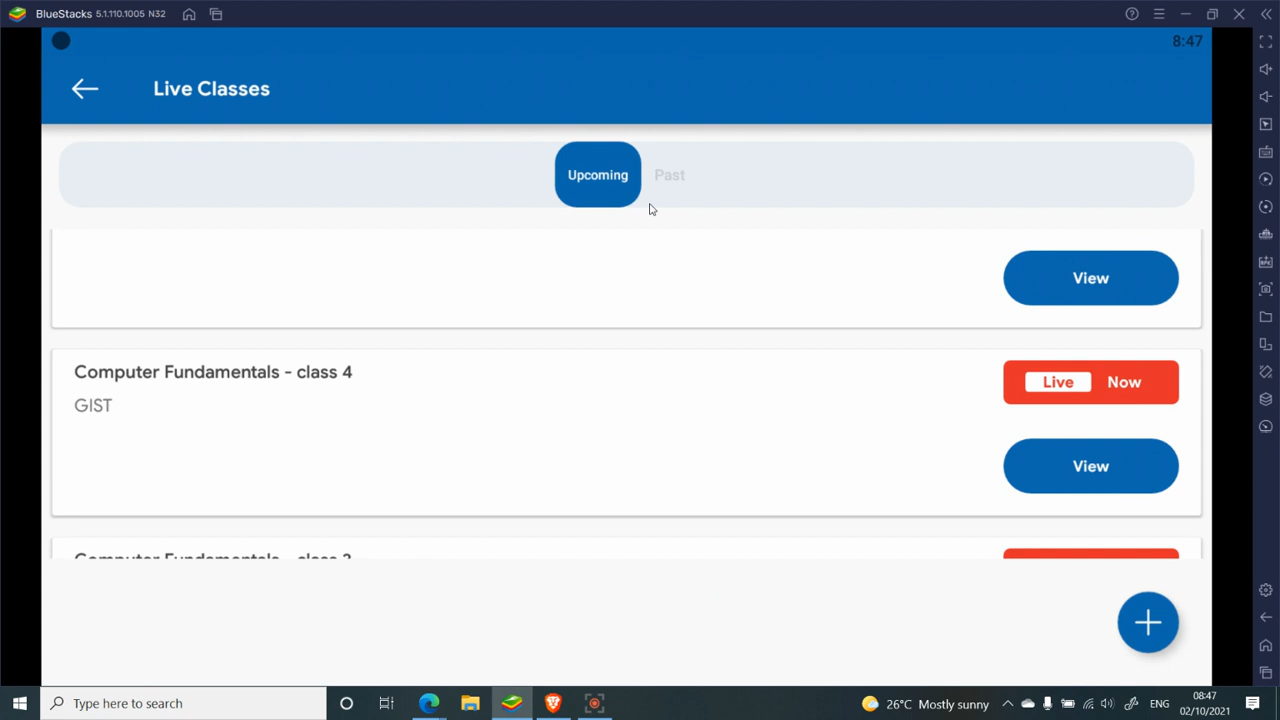 BlueStacks 5.1.110.1005 N32
8:47
Live Classes
Upcoming Past
View
Computer Fundamentals - class 4
Live Now
GIST
View
Type here to search
26°C Mostly sunny
ENG
08:47
02/10/2021